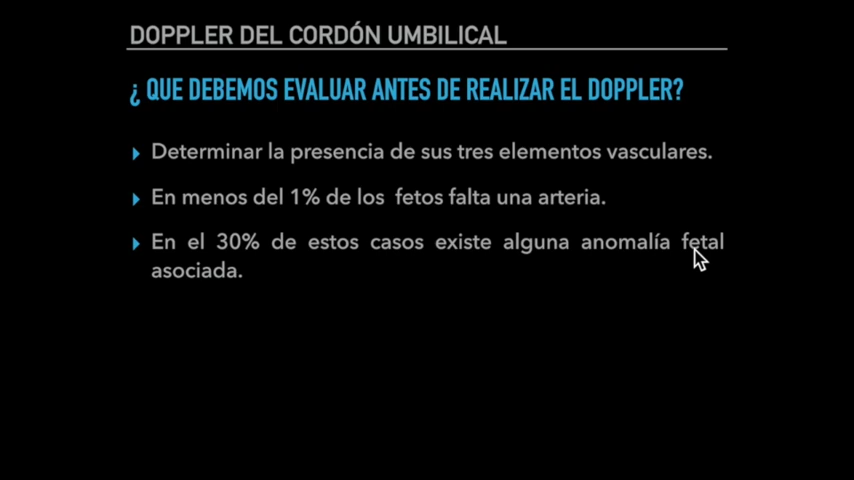 DOPPLER DEL CORDÓN UMBILICAL
¿ QUE DEBEMOS EVALUAR ANTES DE REALIZAR EL DOPPLER?
Determinar la presencia de sus tres elementos vasculares.
En menos del 1% de los fetos falta una arteria.
En el 30% de estos casos existe alguna anomalía fetal
asociada.